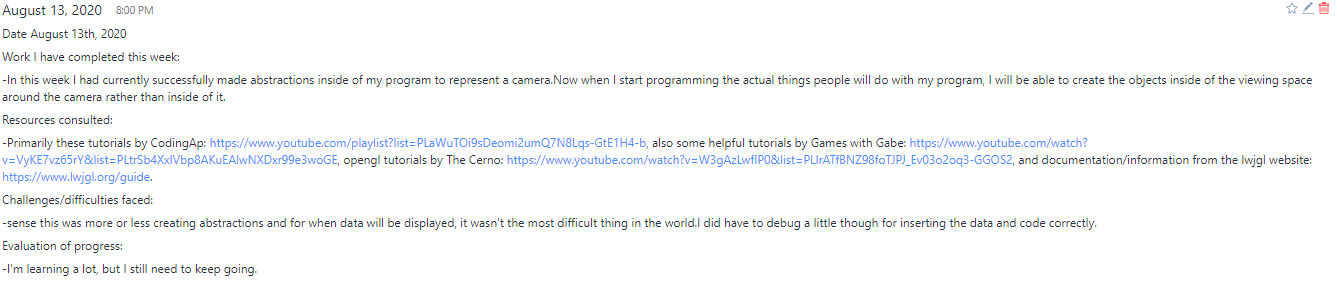 August 13, 2020 8:00 PM
Date August 13th, 2020
Work I have completed this week:
-In this week I had currently successfully made abstractions inside of my program to represent a camera.Now when I start programming the actual things people will do with my program, I will be able to create the objects inside of the viewing space
around the camera rather than inside of it.
Resources consulted:
-Primarily these tutorials by CodingAp: https://www.youtube.com/playlist?list=PLaWuTOi9sDeomi2umQ7N8Lqs-GtE1H4-b, also some helpful tutorials by Games with Gabe: https://www.youtube.com/watch?
v=VyKE7vz65rY&list=PLtrSb4XxIVbp8AKuEAlwNXDxr99e3woGE, opengl tutorials by The Cerno: https://www.youtube.com/watch?v=W3gAzLwfIP0&list=PLlrATfBNZ98foTJPJ_Ev03o2oq3-GGOS2, and documentation/information from the lwjgl website:
https://www.lwjgl.org/guide.
Challenges/difficulties faced:
-sense this was more or less creating abstractions and for when data will be displayed, it wasn't the most difficult thing in the world.I did have to debug a little though for inserting the data and code correctly.
Evaluation of progress:
-I'm learning a lot, but I still need to keep going.